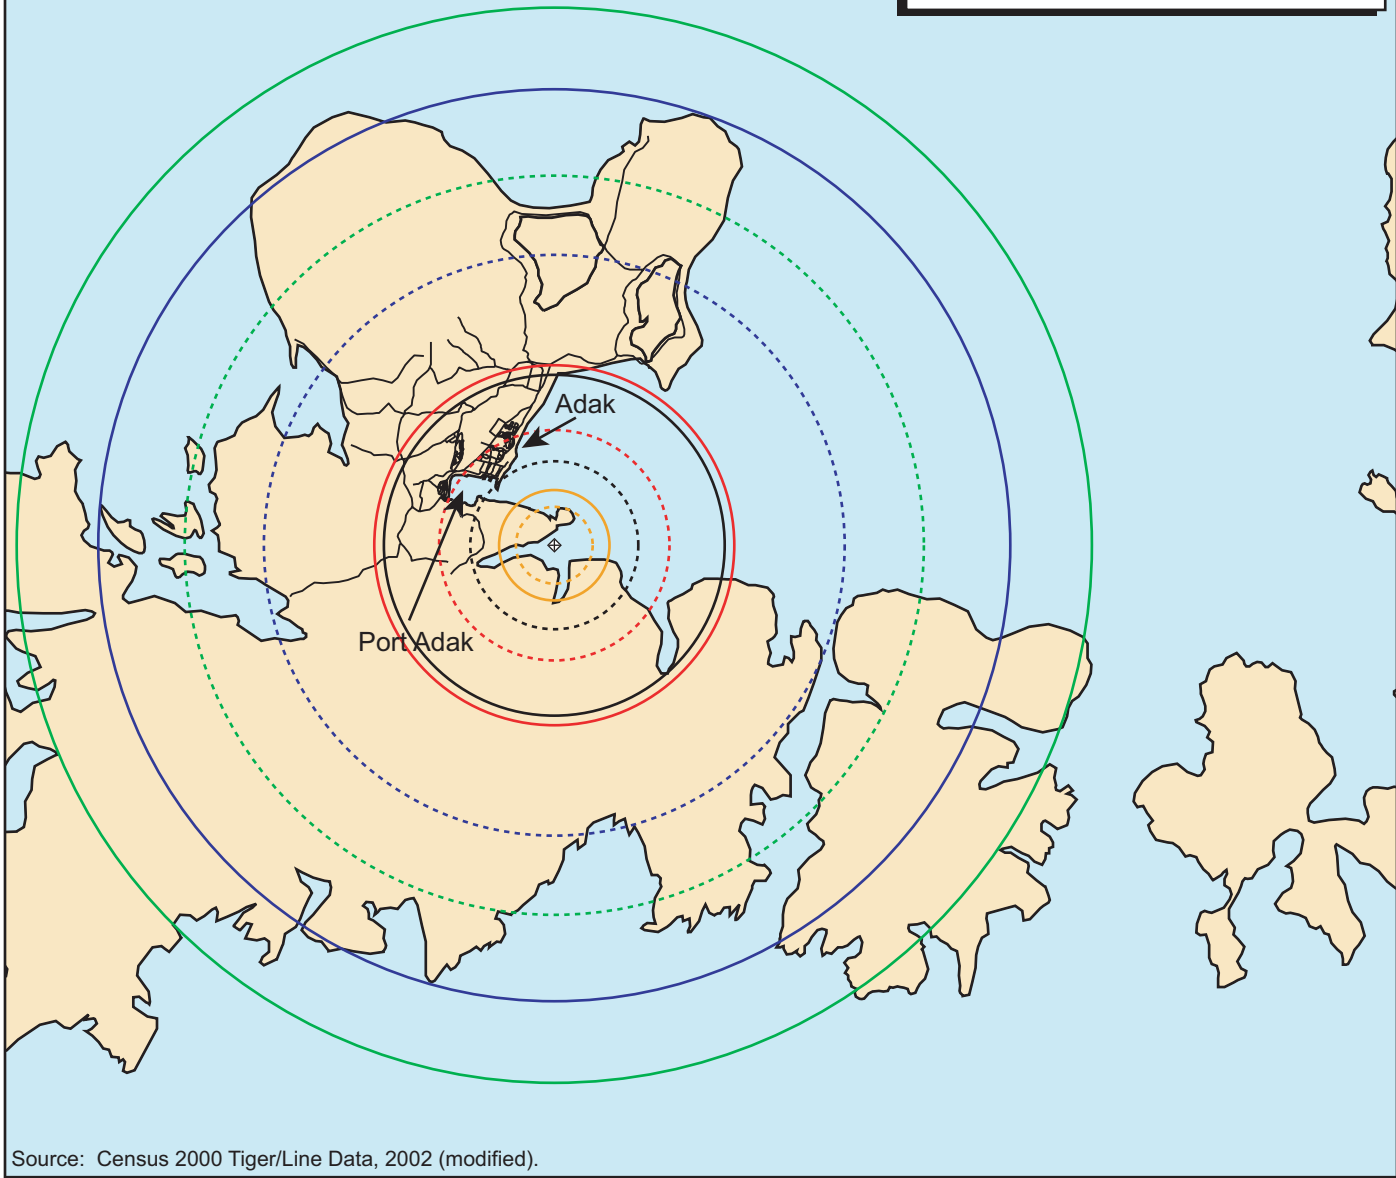 Adak
Port Adak
Source: Census 2000 Tiger/Line Data, 2002 (modified).